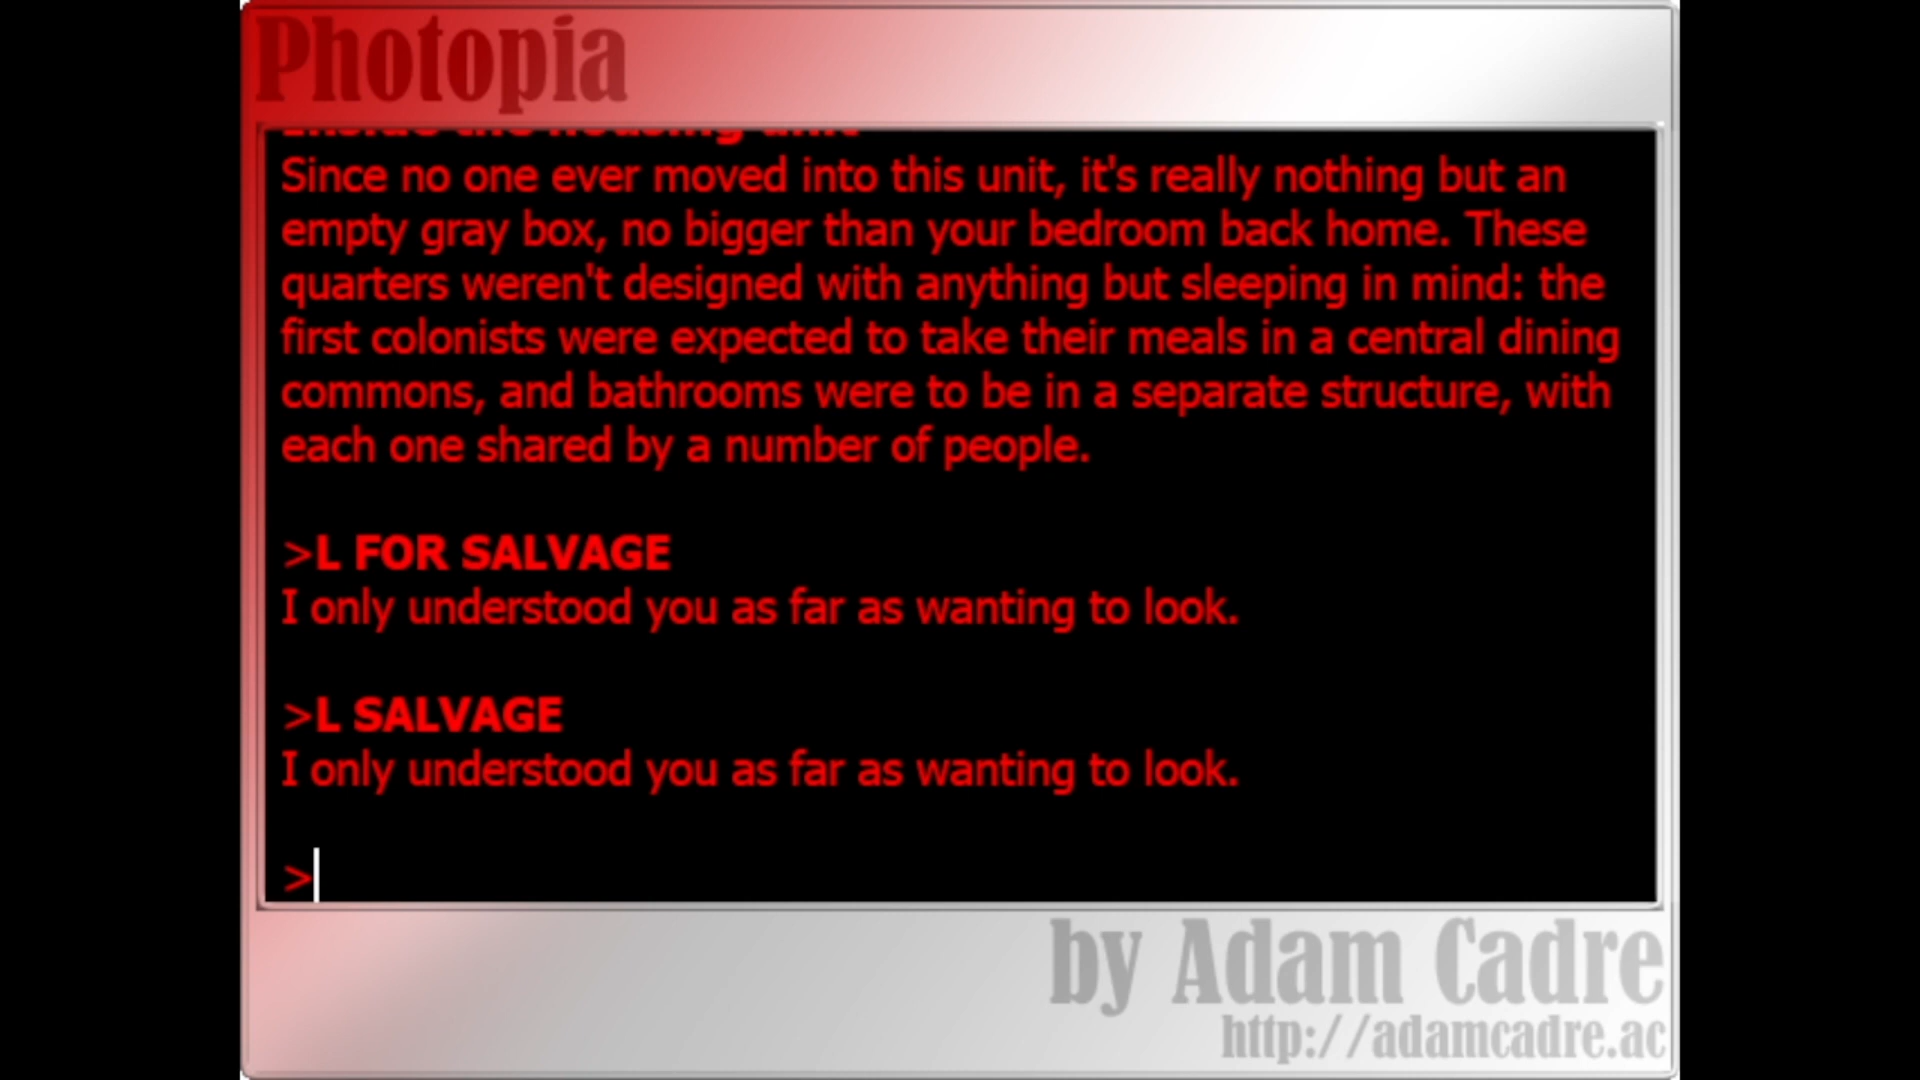 Photopia
Inside the housing unit
Since no one ever moved into this unit, it's really nothing but an
empty gray box, no bigger than your bedroom back home. These
quarters weren't designed with anything but sleeping in mind: the
first colonists were expected to take their meals in a central dining
commons, and bathrooms were to be in a separate structure, with
each one shared by a number of people.
>L FOR SALVAGE
I only understood you as far as wanting to look.
>L SALVAGE
I only understood you as far as wanting to look.
>
by Adam Cadre
http://adamcadre.ac